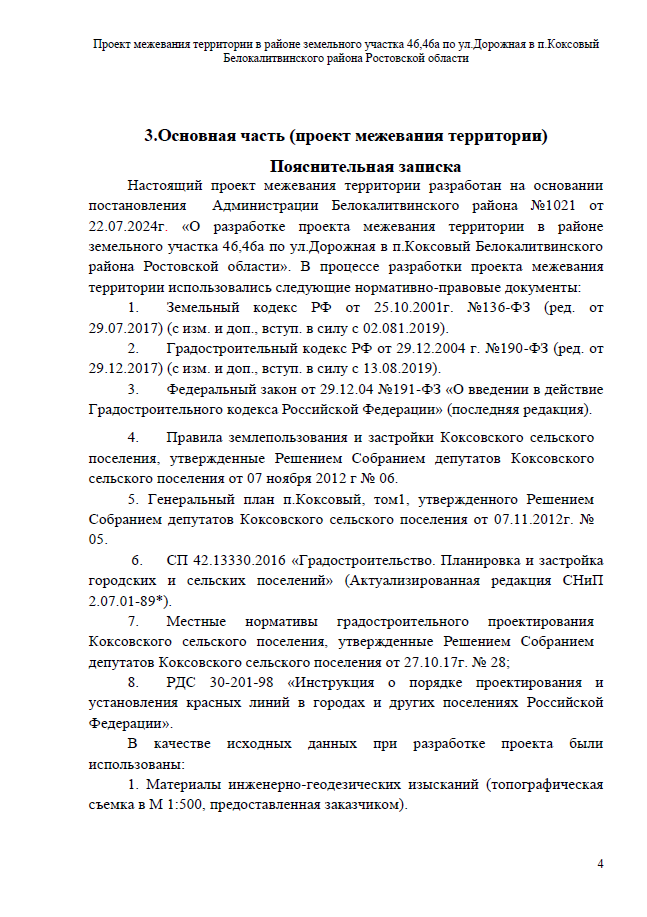 Проект межевания территории в районе земельного участка 46,46а по ул.Дорожная в п.Коксовый
Белокалитвинского района Ростовской области
3.Основная часть (проект межевания территории)
Пояснительная записка
Настоящий проект межевания территории разработан на основании
постановления Администрации Белокалитвинского района №1021 от
22.07.2024г. «О разработке проекта межевания территории в районе
земельного участка 46,46а по ул.Дорожная в п.Коксовый Белокалитвинского
района Ростовской области». В процессе разработки проекта межевания
территории использовались следующие нормативно-правовые документы:
1. Земельный кодекс РФ от 25.10.2001г. №136-ФЗ (ред. от
29.07.2017) (с изм. и доп., вступ. в силу с 02.081.2019).
2. Градостроительный кодекс РФ от 29.12.2004 г. №190-ФЗ (ред. от
29.12.2017) (с изм. и доп., вступ. в силу с 13.08.2019).
3. Федеральный закон от 29.12.04 №191-ФЗ «О введении в действие
Градостроительного кодекса Российской Федерации» (последняя редакция).
4. Правила землепользования и застройки Коксовского сельского
поселения, утвержденные Решением Собранием депутатов Коксовского
сельского поселения от 07 ноября 2012 г № 06.
5. Генеральный план п.Коксовый, том1, утвержденного Решением
Собранием депутатов Коксовского сельского поселения от 07.11.2012г. №
05.
6. СП 42.13330.2016 «Градостроительство. Планировка и застройка
городских и сельских поселений» (Актуализированная редакция СНиП
2.07.01-89*).
7. Местные нормативы градостроительного проектирования
Коксовского сельского поселения, утвержденные Решением Собранием
депутатов Коксовского сельского поселения от 27.10.17г. № 28;
8. РДС 30-201-98 «Инструкция о порядке проектирования и
установления красных линий в городах и других поселениях Российской
Федерации».
В качестве исходных данных при разработке проекта были
использованы:
1. Материалы инженерно-геодезических изысканий (топографическая
съемка в М 1:500, предоставленная заказчиком).
4